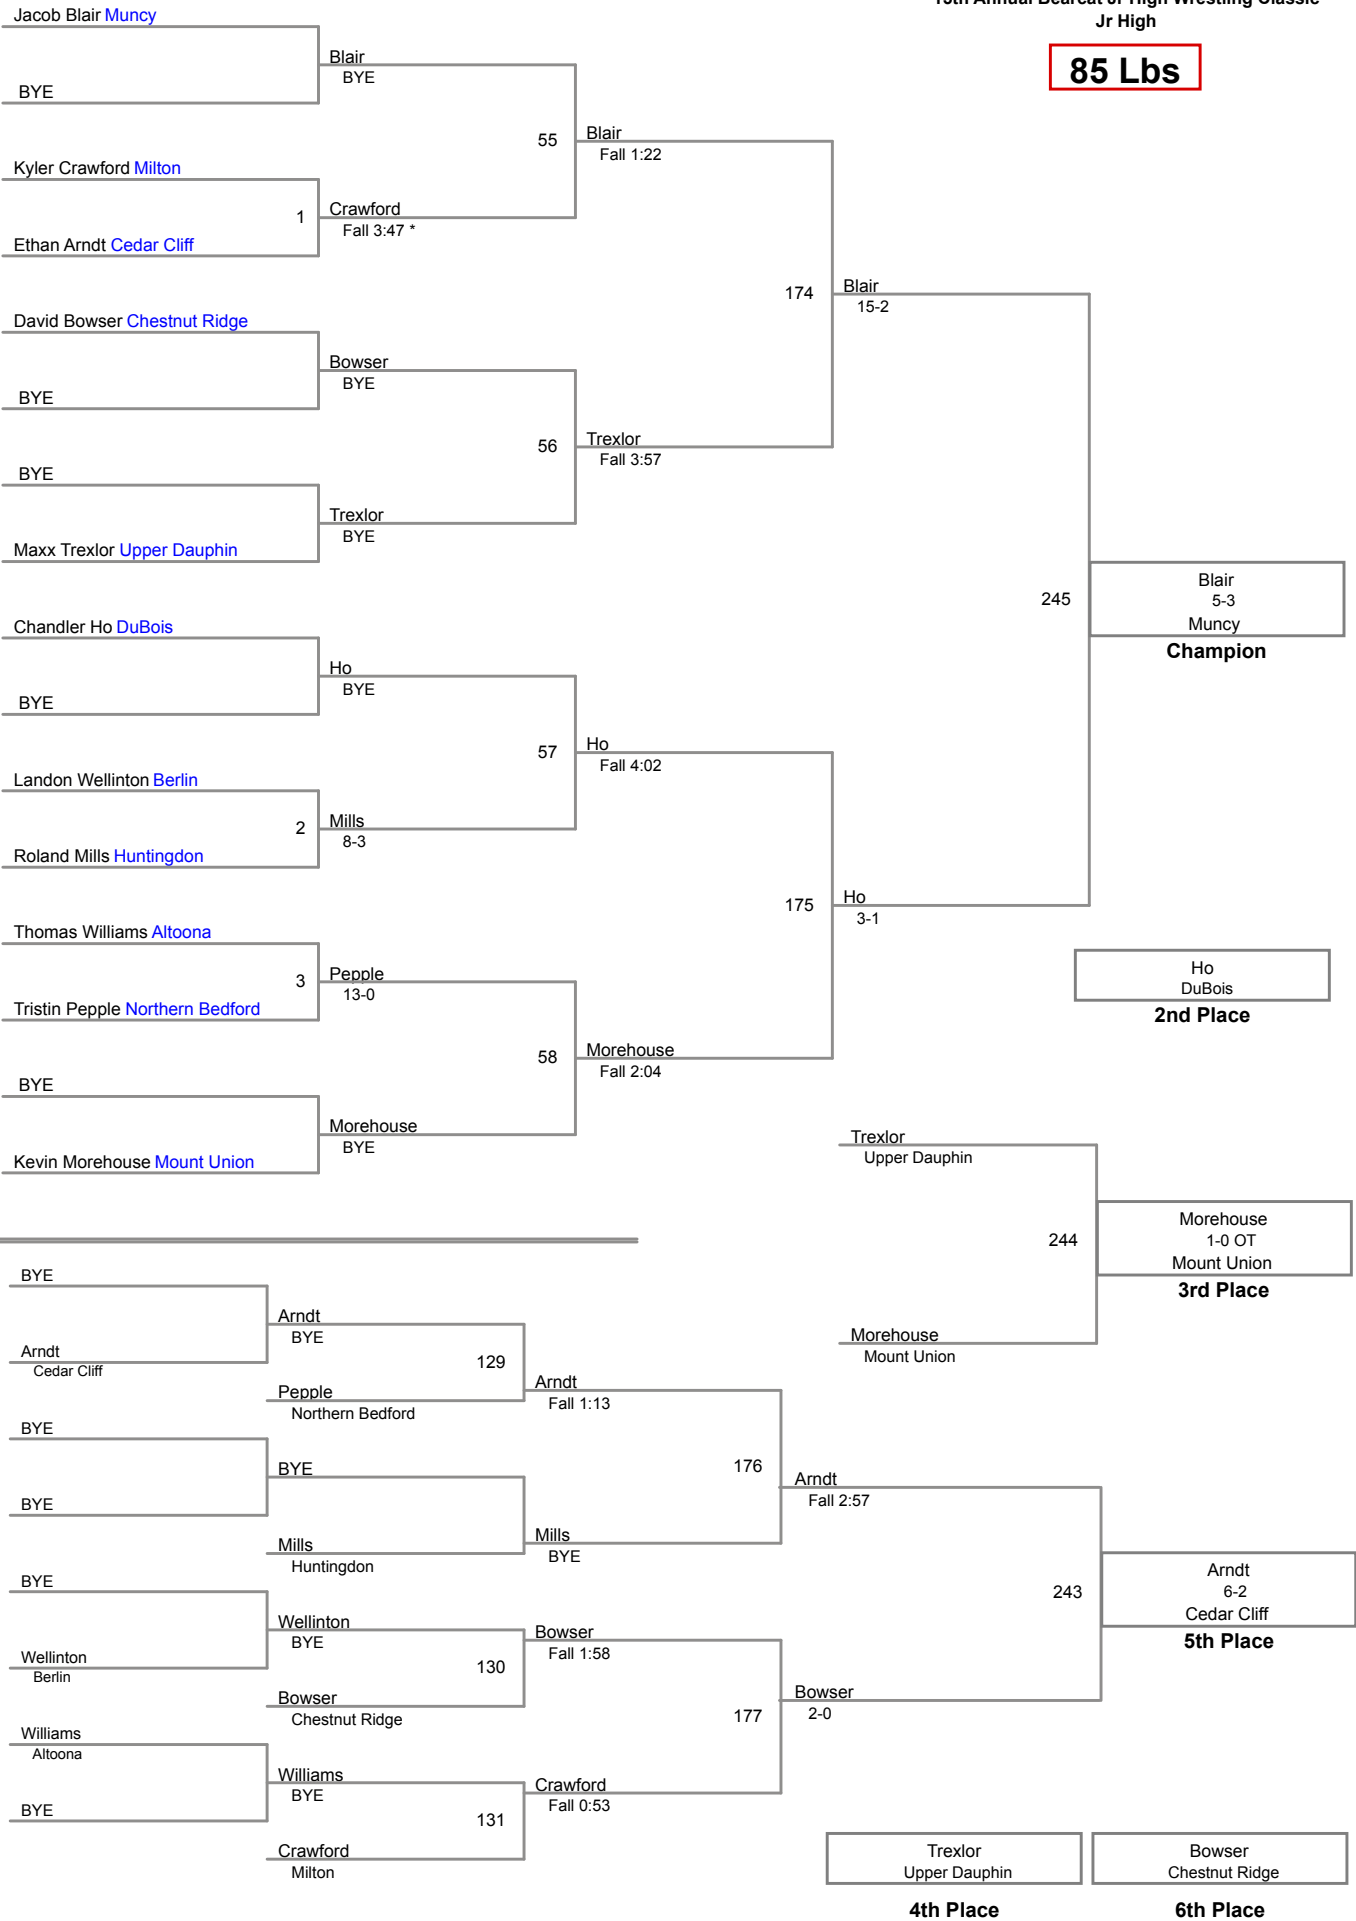 Jr High
85 Lbs
Jacob Blair Muncy
BYE
Blair
BYE
Kyler Crawford Milton
1
Ethan Arndt Cedar Cliff
Crawford
Fall 3:47 *
55
Blair
Fall 1:22
David Bowser Chestnut Ridge
BYE
Bowser
BYE
BYE
Maxx Trexlor Upper Dauphin
Trexlor
BYE
56
Trexlor
Fall 3:57
174
Blair
15-2
Chandler Ho DuBois
BYE
Ho
BYE
Landon Wellinton Berlin
2
Roland Mills Huntingdon
Mills
8-3
57
Ho
Fall 4:02
Thomas Williams Altoona
3
Tristin Pepple Northern Bedford
Pepple
13-0
BYE
Kevin Morehouse Mount Union
Morehouse
BYE
58
Morehouse
Fall 2:04
175
Ho
3-1
245
Blair
5-3
Muncy
Champion
Ho
DuBois
2nd Place
Trexlor
Upper Dauphin
244
Morehouse
Mount Union
Morehouse
1-0 OT
Mount Union
3rd Place
BYE
Arndt
Cedar Cliff
Arndt
BYE
129
Pepple
Northern Bedford
Arndt
Fall 1:13
BYE
BYE
BYE
Mills
Huntingdon
Mills
BYE
176
Arndt
Fall 2:57
BYE
Wellinton
Berlin
Wellinton
BYE
130
Bowser
Chestnut Ridge
Bowser
Fall 1:58
Williams
Altoona
BYE
Williams
BYE
131
Crawford
Milton
Crawford
Fall 0:53
177
Bowser
2-0
243
Arndt
6-2
Cedar Cliff
5th Place
Trexlor
Upper Dauphin
4th Place
Bowser
Chestnut Ridge
6th Place